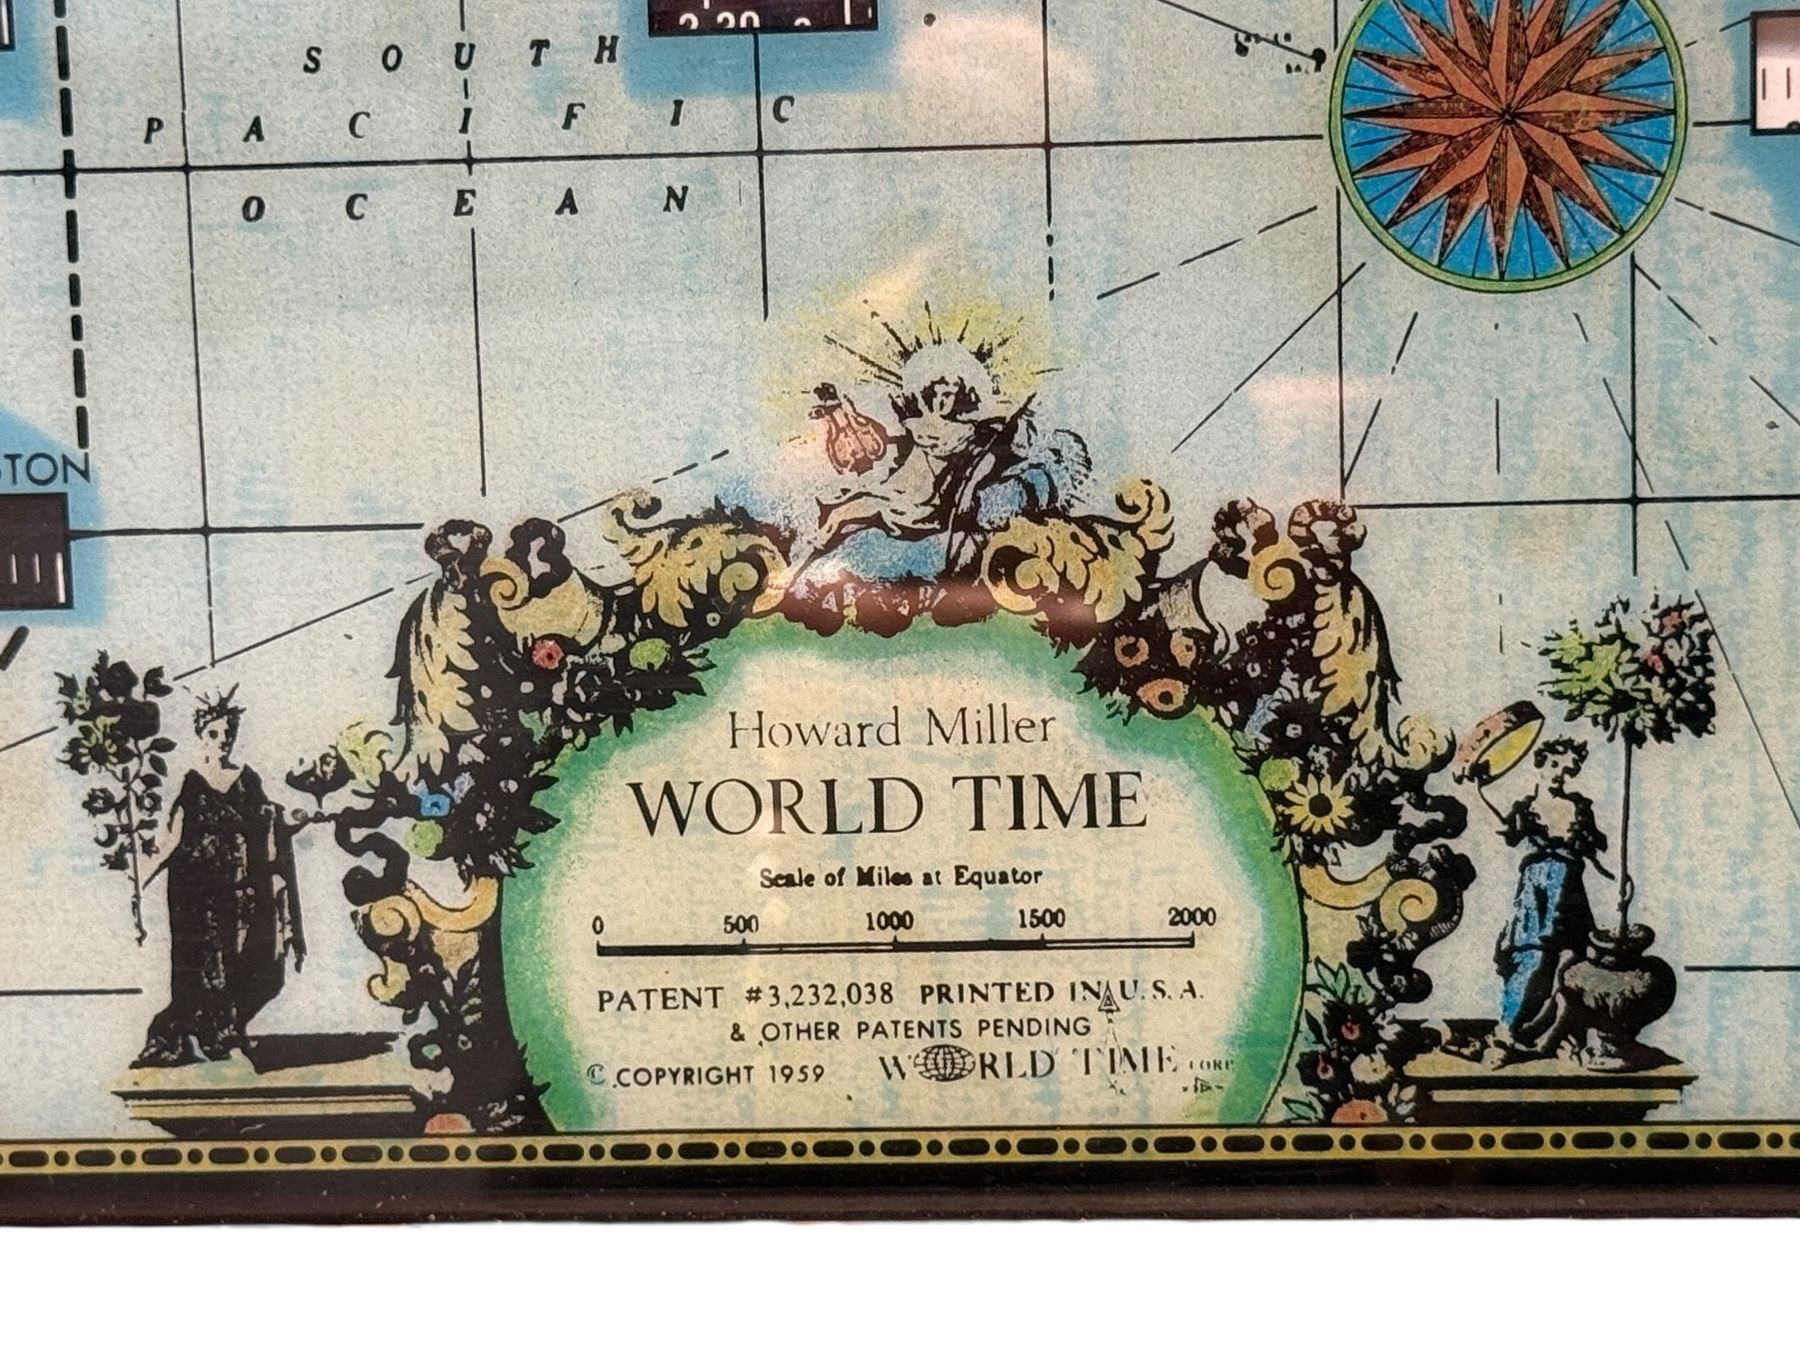 SOUTH
PACIFIC
OCEAN
TON
Howard Miller
WORLD TIME
Scale of Miles at Equator
0 500 1000 1500 2000
PATENT #3,232,038 PRINTED IN U.S.A.
& OTHER PATENTS PENDING
© COPYRIGHT 1959 WORLD TIME CORP